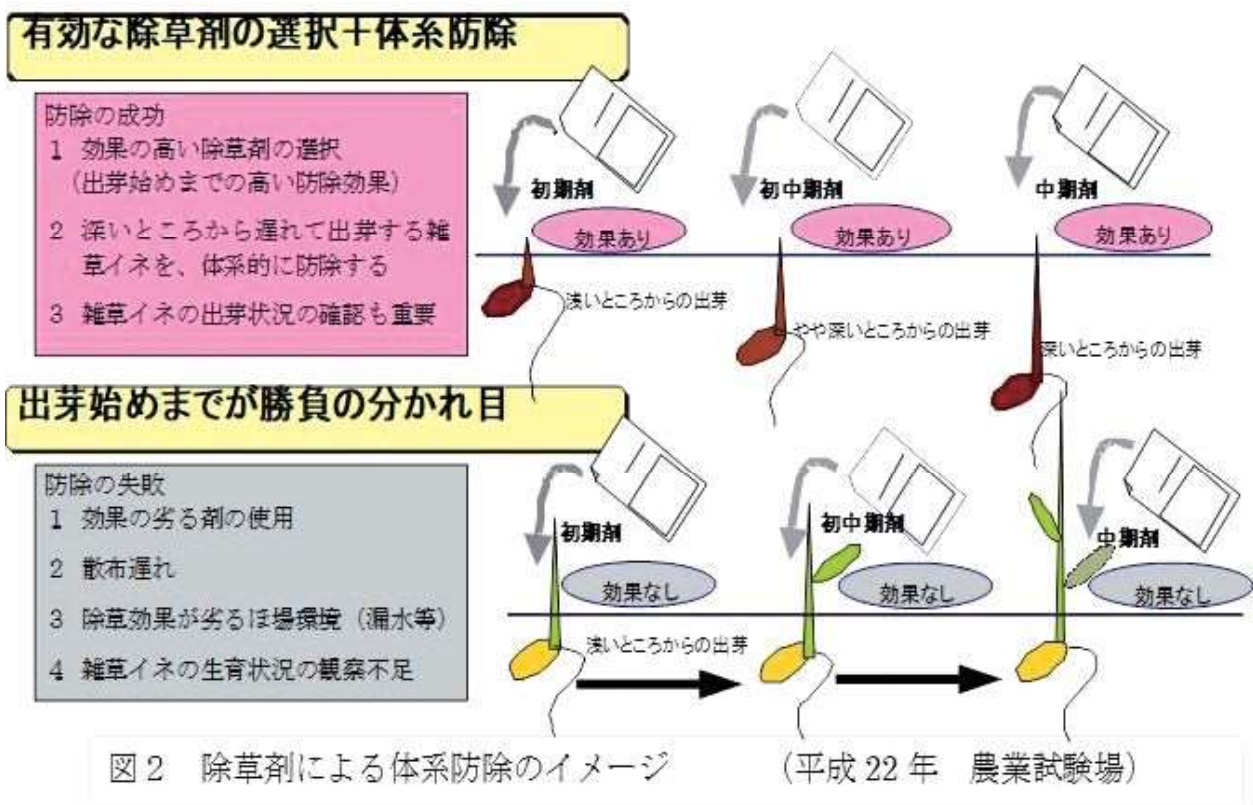 有効な除草剤の選択＋体系防除
防除の成功
1 効果の高い除草剤の選択
（出芽始めまでの高い防除効果）
2 深いところから遅れて出芽する雑
草イネを、体系的に防除する
3 雑草イネの出芽状況の確認も重要
初期剤
効果あり
浅いところからの出芽
初中期剤
効果あり
やや深いところからの出芽
中期剤
効果あり
深いところからの出芽
出芽始めまでが勝負の分かれ目
防除の失敗
1 効果の劣る剤の使用
2 散布遅れ
3 除草効果が劣るほ場環境（漏水等）
4 雑草イネの生育状況の観察不足
初期剤
効果なし
浅いところからの出芽
初中期剤
効果なし
中期剤
効果なし
図２ 除草剤による体系防除のイメージ （平成 22 年 農業試験場）